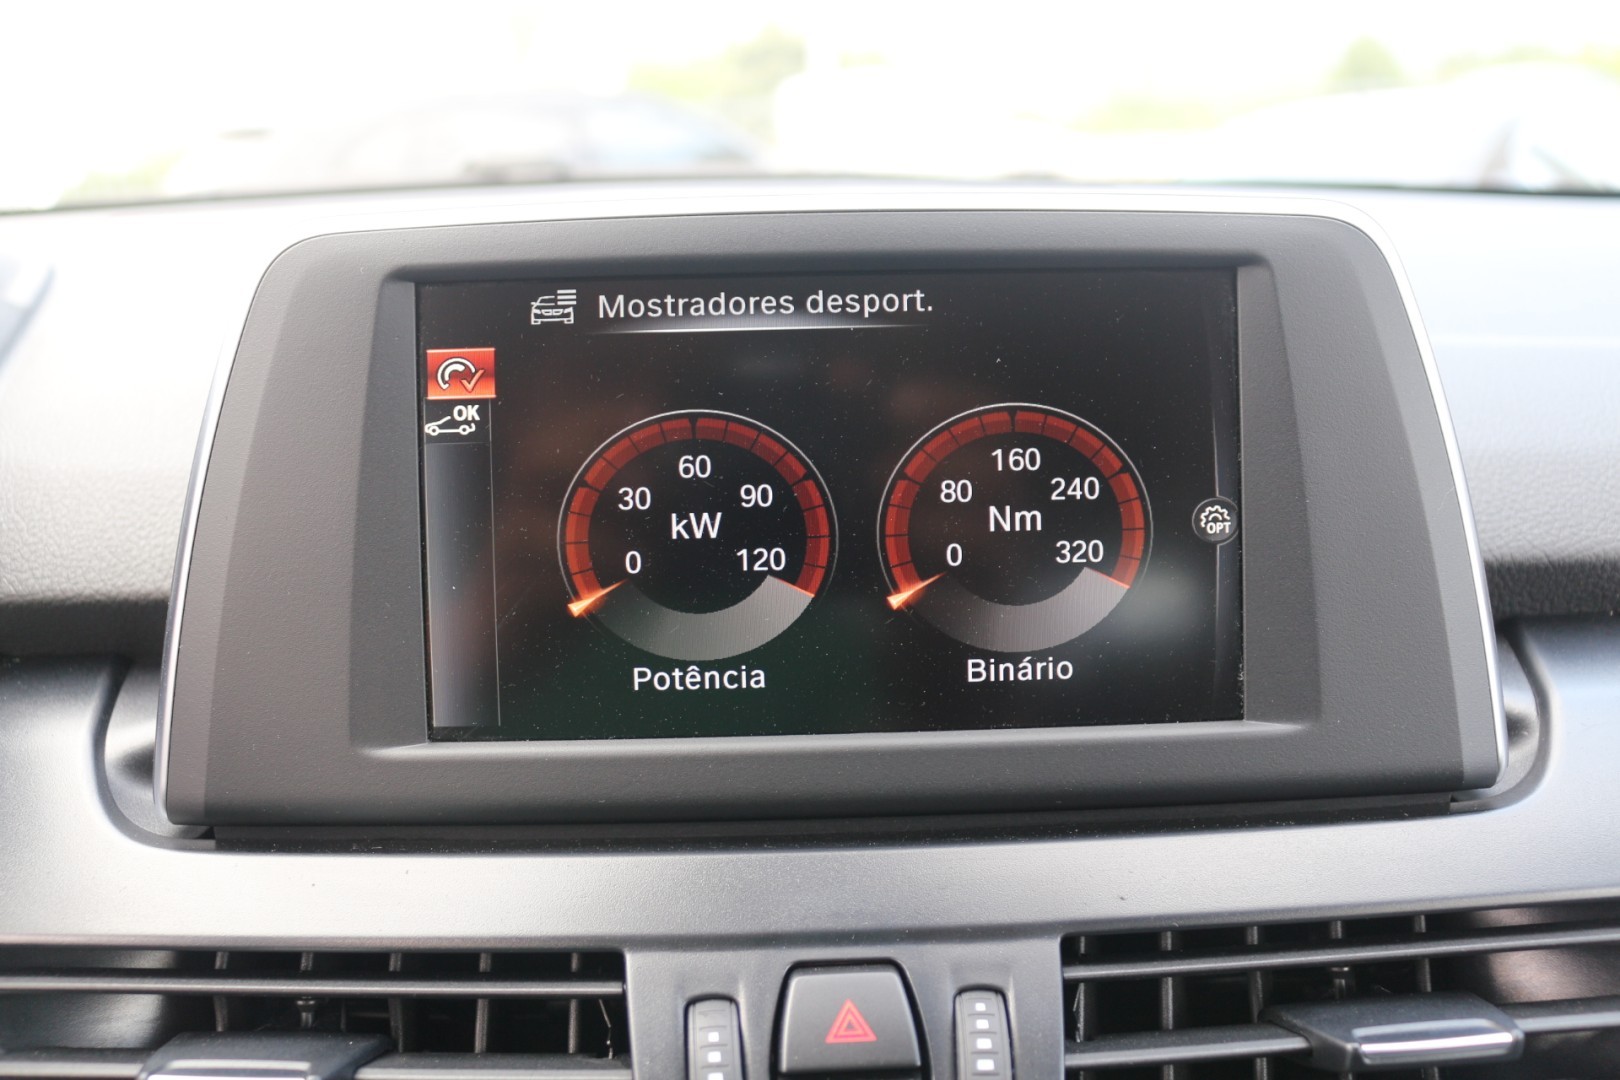 Mostradores desport.
OK
60
30
90
kW
0
120
Potência
160
80
240
Nm
0
320
Binário
OPT